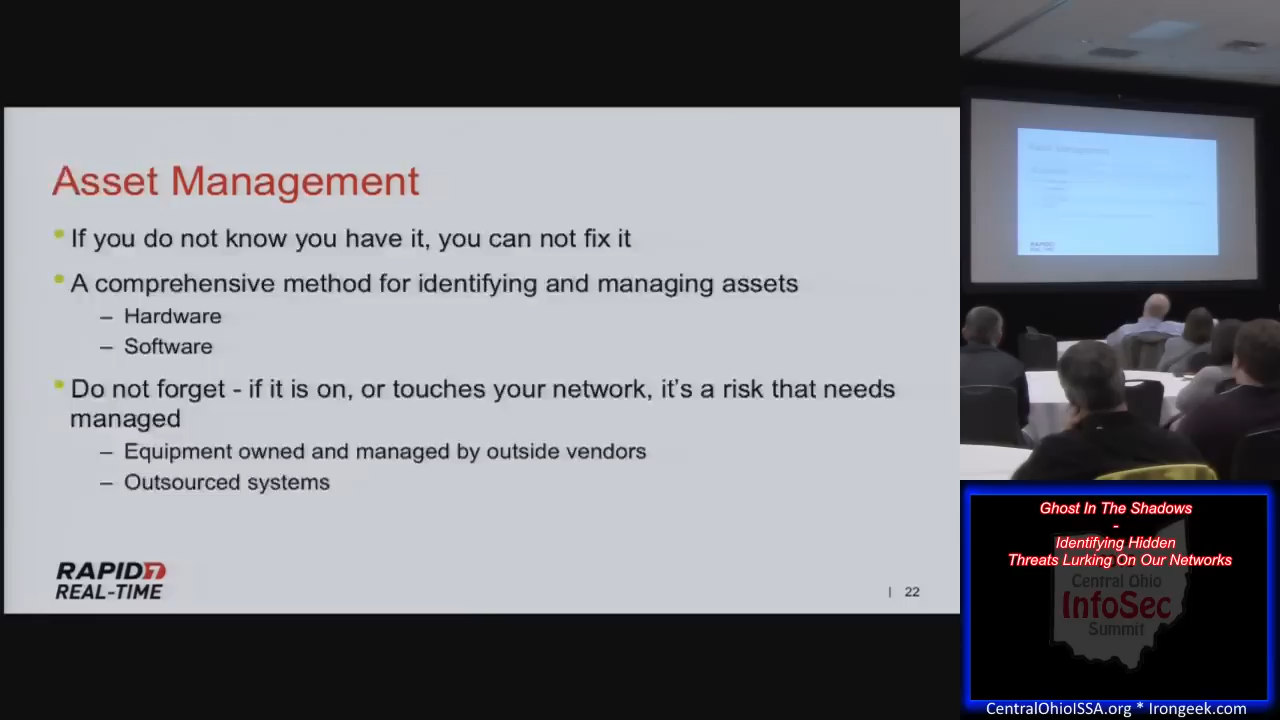 Asset Management
• If you do not know you have it, you can not fix it
• A comprehensive method for identifying and managing assets
– Hardware
– Software
• Do not forget - if it is on, or touches your network, it's a risk that needs
managed
– Equipment owned and managed by outside vendors
– Outsourced systems
RAPID7
REAL-TIME
| 22
Ghost In The Shadows
-
Identifying Hidden
Threats Lurking On Our Networks
Central Ohio
InfoSec
Summit
CentralOhioISSA.org * Irongeek.com